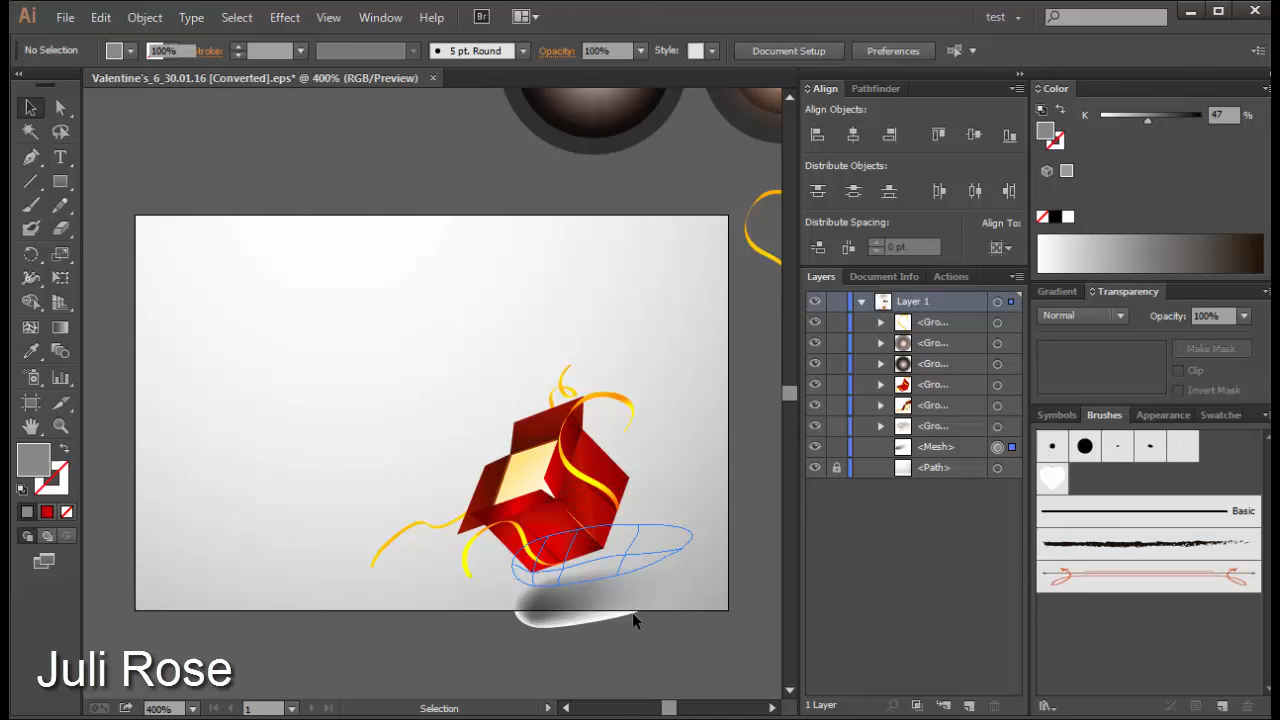 Ai File Edit Object Type Select Effect View Window Help Br test
No Selection 100% Stroke: 5 pt. Round Opacity: 100% Style: Document Setup Preferences
Valentine's_6_30.01.16 [Converted].eps* @ 400% (RGB/Preview) ×
Align Pathfinder
Align Objects:
Distribute Objects:
Distribute Spacing: Align To:
0 pt
Layers Document Info Actions
Layer 1
<Gro...
<Gro...
<Gro...
<Gro...
<Gro...
<Gro...
<Mesh>
<Path>
1 Layer
Color
K 47 %
Gradient Transparency
Normal Opacity: 100%
Make Mask
Clip
Invert Mask
Symbols Brushes Appearance Swatches
Basic
Juli Rose
400% 1 Selection